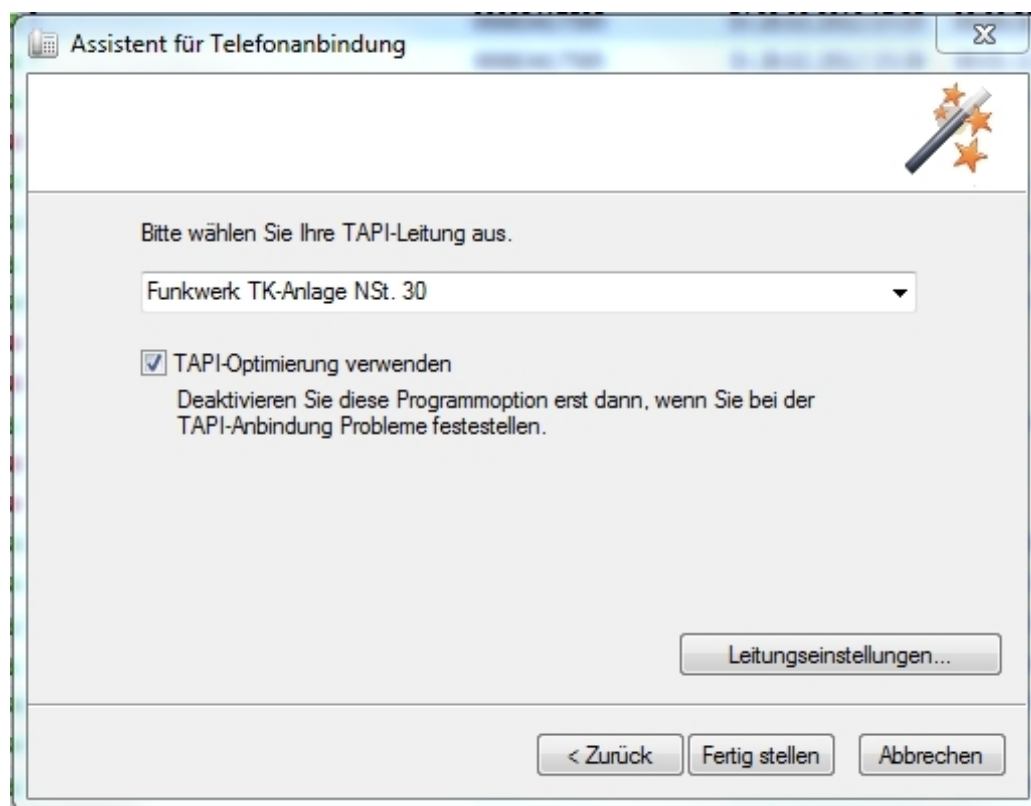 Assistent für Telefonanbindung
Bitte wählen Sie Ihre TAPI-Leitung aus.
Funkwerk TK-Anlage NSt. 30
TAPI-Optimierung verwenden
Deaktivieren Sie diese Programmoption erst dann, wenn Sie bei der
TAPI-Anbindung Probleme festestellen.
Leitungseinstellungen...
< Zurück
Fertig stellen
Abbrechen